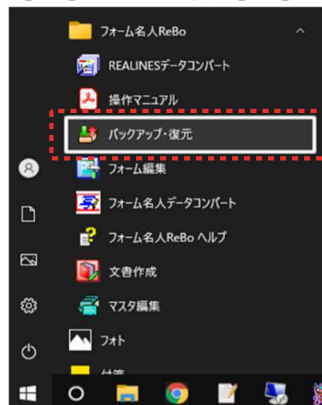 フォーム名人ReBo
REALINESデータコンバート
操作マニュアル
バックアップ・復元
フォーム編集
フォーム名人データコンバート
フォーム名人ReBo ヘルプ
文書作成
マスタ編集
フォト